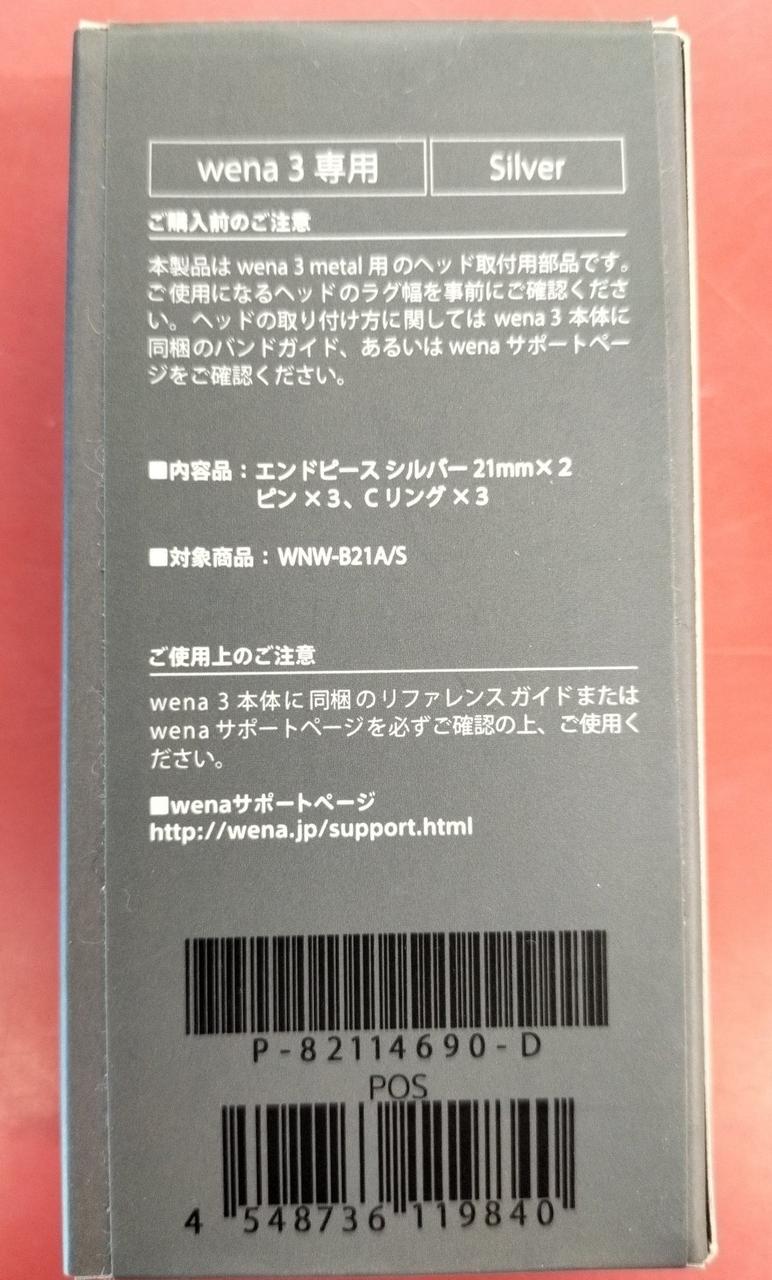 wena 3 専用
Silver
ご購入前のご注意
本製品は wena 3 metal 用 のヘッド取付用部品です。
ご使用になるヘッドのラグ幅を事前にご確認くださ
い。 ヘッドの取り付け方に関しては wena 3 本体に
同梱のバンドガイド、あるいは wena サポートペー
ジをご確認ください。
■内容品：エンドピース シルバー 21mm×２
ピン ×３、C リング ×３
■対象商品： WNW-B21A/S
ご使用上のご注意
wena 3 本体に同梱のリファレンスガイドまたは
wena サポートページを必ずご確認の上、ご使用く
ださい。
■wenaサポートページ
http://wena.jp/support.html
P-82114690-D
POS
4 548736 119840